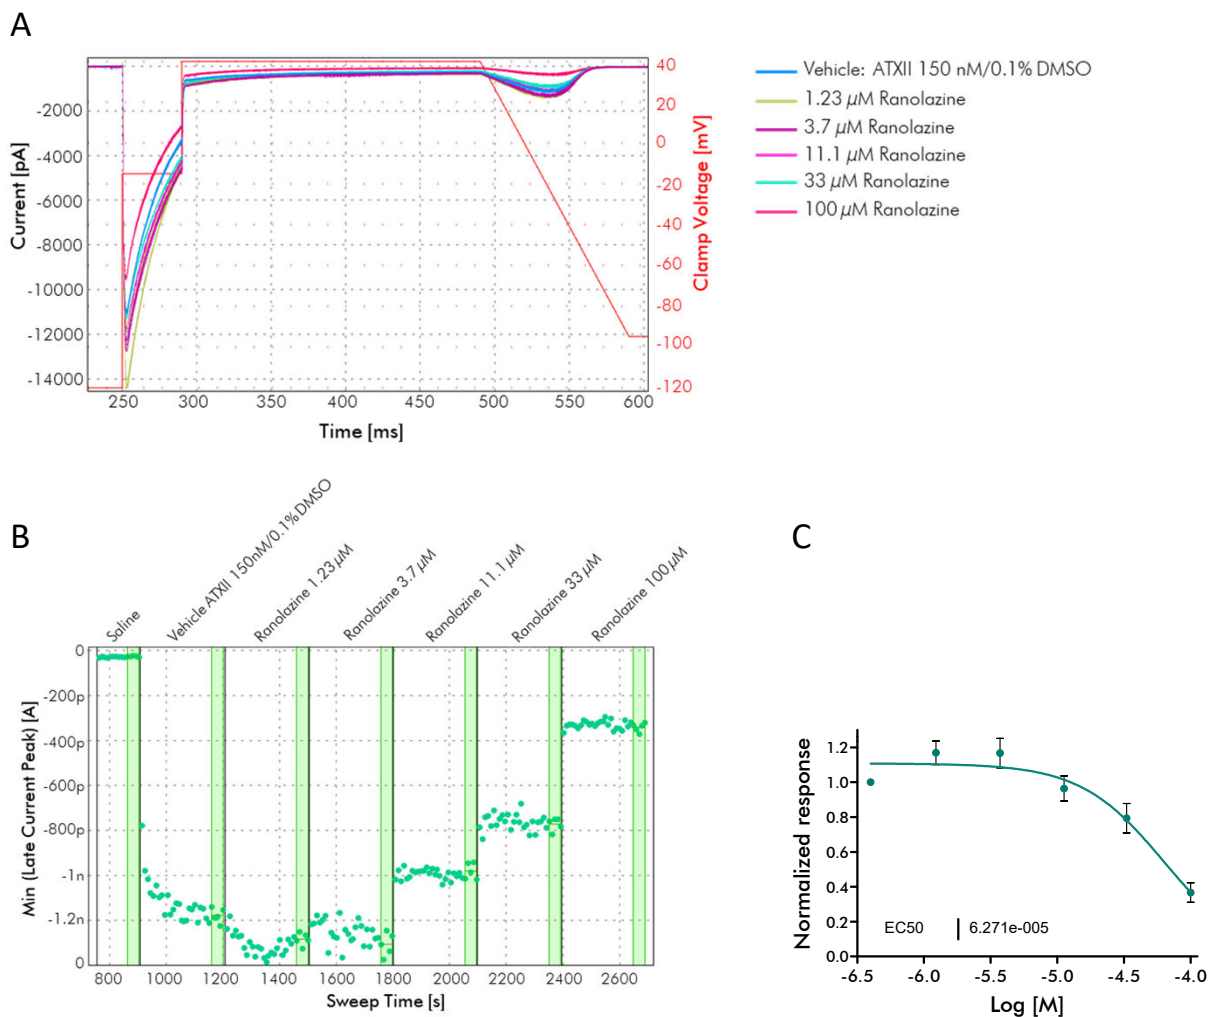 A
Current [pA]
-2000
-4000
-6000
-8000
-10000
-12000
-14000
250
300
350
400
450
500
550
600
Time [ms]
40
20
0
-20
-40
-60
-80
-100
-120
Clamp Voltage [mV]
Vehicle: ATXII 150 nM/0.1% DMSO
1.23 µM Ranolazine
3.7 µM Ranolazine
11.1 µM Ranolazine
33 µM Ranolazine
100 µM Ranolazine
B
Saline
Vehicle ATXII 150nM/0.1% DMSO
Ranolazine 1.23 µM
Ranolazine 3.7 µM
Ranolazine 11.1 µM
Ranolazine 33 µM
Ranolazine 100 µM
Min (Late Current Peak) [A]
0
-200p
-400p
-600p
-800p
-1n
-1.2n
0
800
1000
1200
1400
1600
1800
2000
2200
2400
2600
Sweep Time [s]
C
Normalized response
1.2
1.0
0.8
0.6
0.4
0.2
0.0
EC50 | 6.271e-005
-6.5
-6.0
-5.5
-5.0
-4.5
-4.0
Log [M]